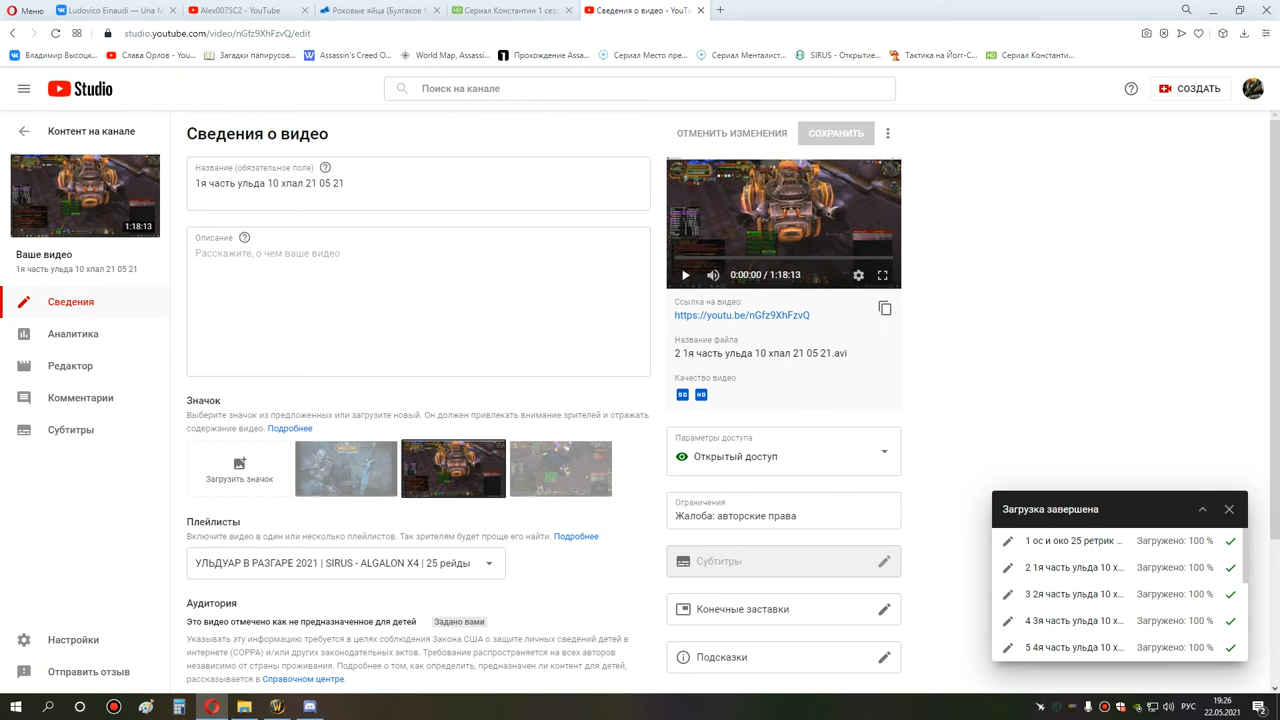 Меню
Ludovico Einaudi — Una M
Alex007SC2 - YouTube
Роковые яйца (Булгаков М
Сериал Константин 1 сезо
Сведения о видео - YouTu
studio.youtube.com/video/nGfz9XhFzvQ/edit
Владимир Высоцк...
Слава Орлов - YouTu...
Загадки папирусов...
Assassin's Creed O...
World Map, Assassi...
Прохождение Assa...
Сериал Место прес...
Сериал Менталист...
SIRUS - Открытие...
Тактика на Йогг-С...
Сериал Константи...
Studio
Поиск на канале
СОЗДАТЬ
Контент на канале
1:18:13
Ваше видео
1я часть ульда 10 хпал 21 05 21
Сведения
Аналитика
Редактор
Комментарии
Субтитры
Настройки
Отправить отзыв
Сведения о видео
ОТМЕНИТЬ ИЗМЕНЕНИЯ
СОХРАНИТЬ
Название (обязательное поле)
1я часть ульда 10 хпал 21 05 21
Описание
Расскажите, о чем ваше видео
Значок
Выберите значок из предложенных или загрузите новый. Он должен привлекать внимание зрителей и отражать
содержание видео. Подробнее
Загрузить значок
Плейлисты
Включите видео в один или несколько плейлистов. Так зрителям будет проще его найти. Подробнее
УЛЬДУАР В РАЗГАРЕ 2021 | SIRUS - ALGALON X4 | 25 рейды
Аудитория
Это видео отмечено как не предназначенное для детей
Задано вами
Указывать эту информацию требуется в целях соблюдения Закона США о защите личных сведений детей в
интернете (COPPA) и/или других законодательных актов. Требование распространяется на всех авторов
независимо от страны проживания. Подробнее о том, как определить, предназначен ли контент для детей,
рассказывается в Справочном центре.
0:00:00 / 1:18:13
Ссылка на видео:
https://youtu.be/nGfz9XhFzvQ
Название файла
2 1я часть ульда 10 хпал 21 05 21.avi
Качество видео
SD HD
Параметры доступа
Открытый доступ
Ограничения
Жалоба: авторские права
Субтитры
Конечные заставки
Подсказки
Загрузка завершена
1 ос и око 25 ретрик ... Загружено: 100 %
2 1я часть ульда 10 х... Загружено: 100 %
3 2я часть ульда 10 х... Загружено: 100 %
4 3я часть ульда 10 х... Загружено: 100 %
5 4я часть ульда 10 х... Загружено: 100 %
РУС
19:26
22.05.2021
2